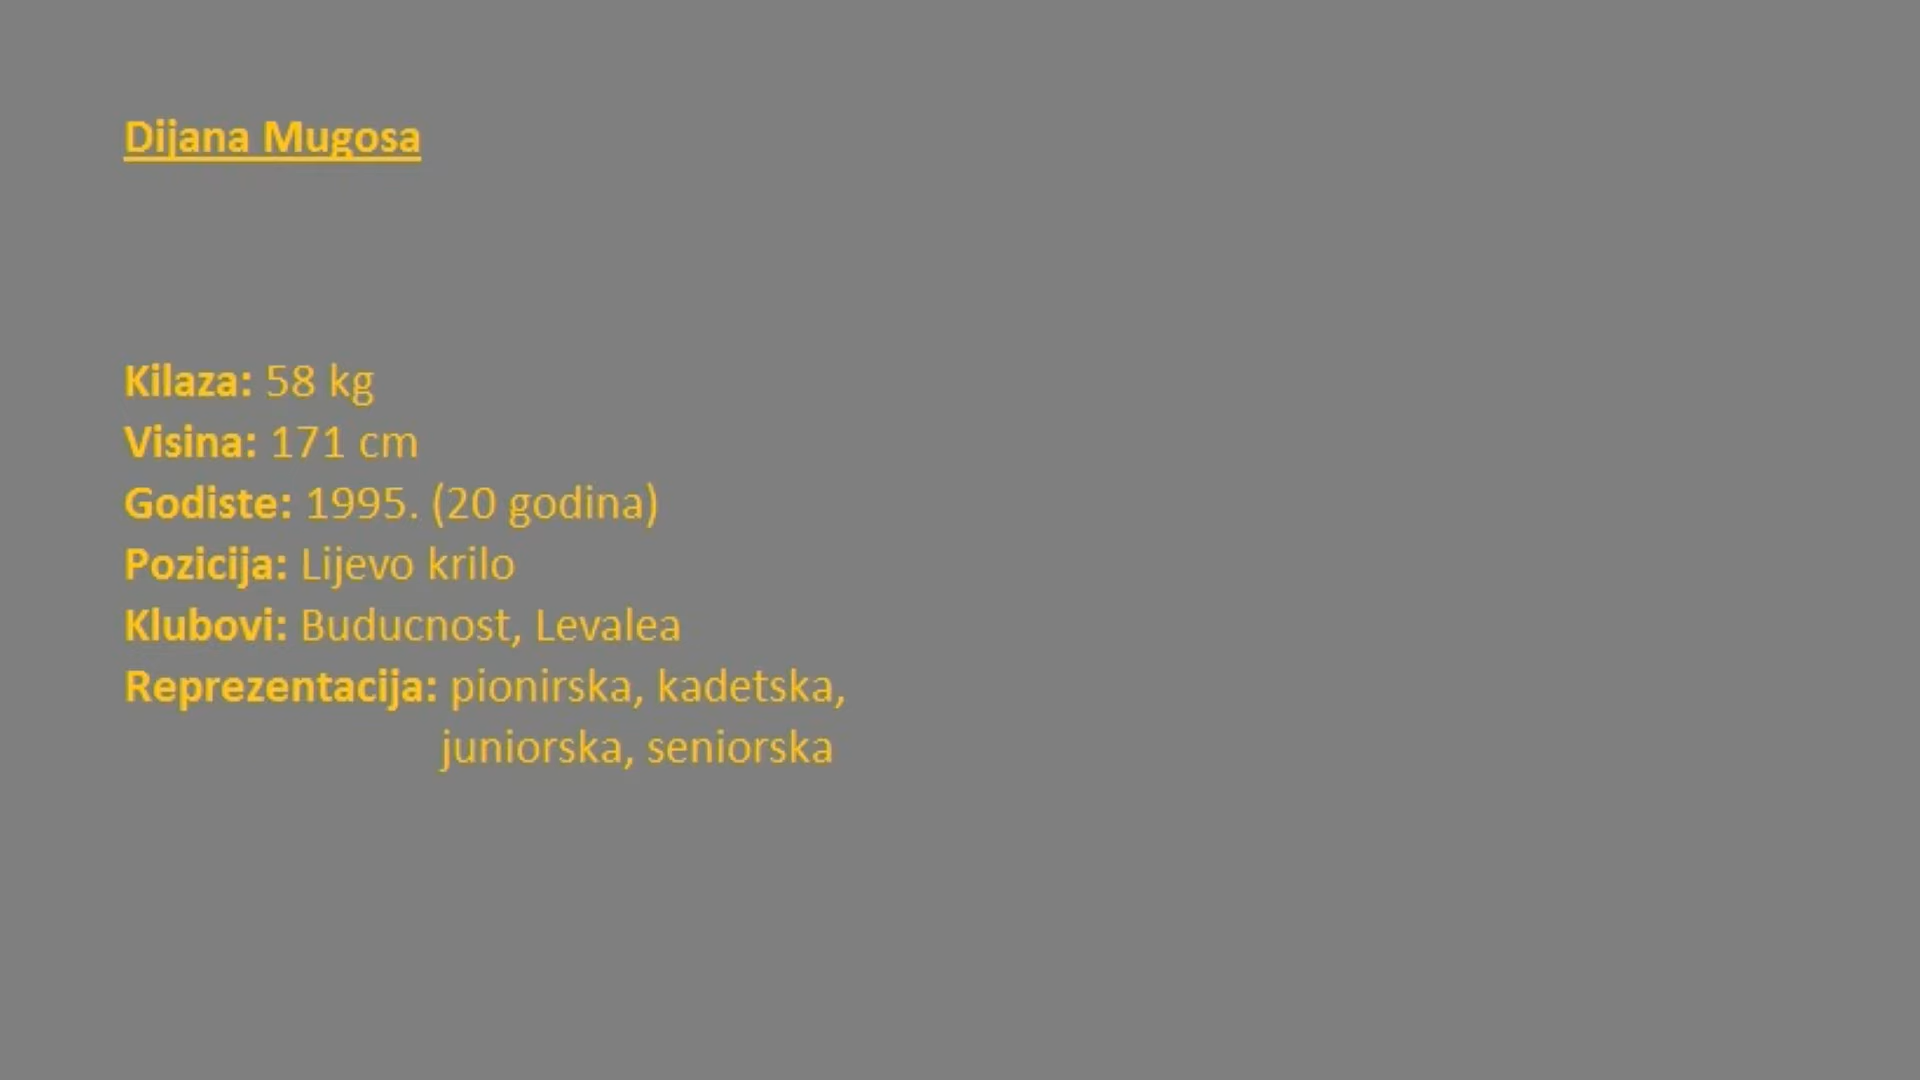 Dijana Mugosa
Kilaza: 58 kg
Visina: 171 cm
Godiste: 1995. (20 godina)
Pozicija: Lijevo krilo
Klubovi: Buducnost, Levalea
Reprezentacija: pionirska, kadetska,
juniorska, seniorska